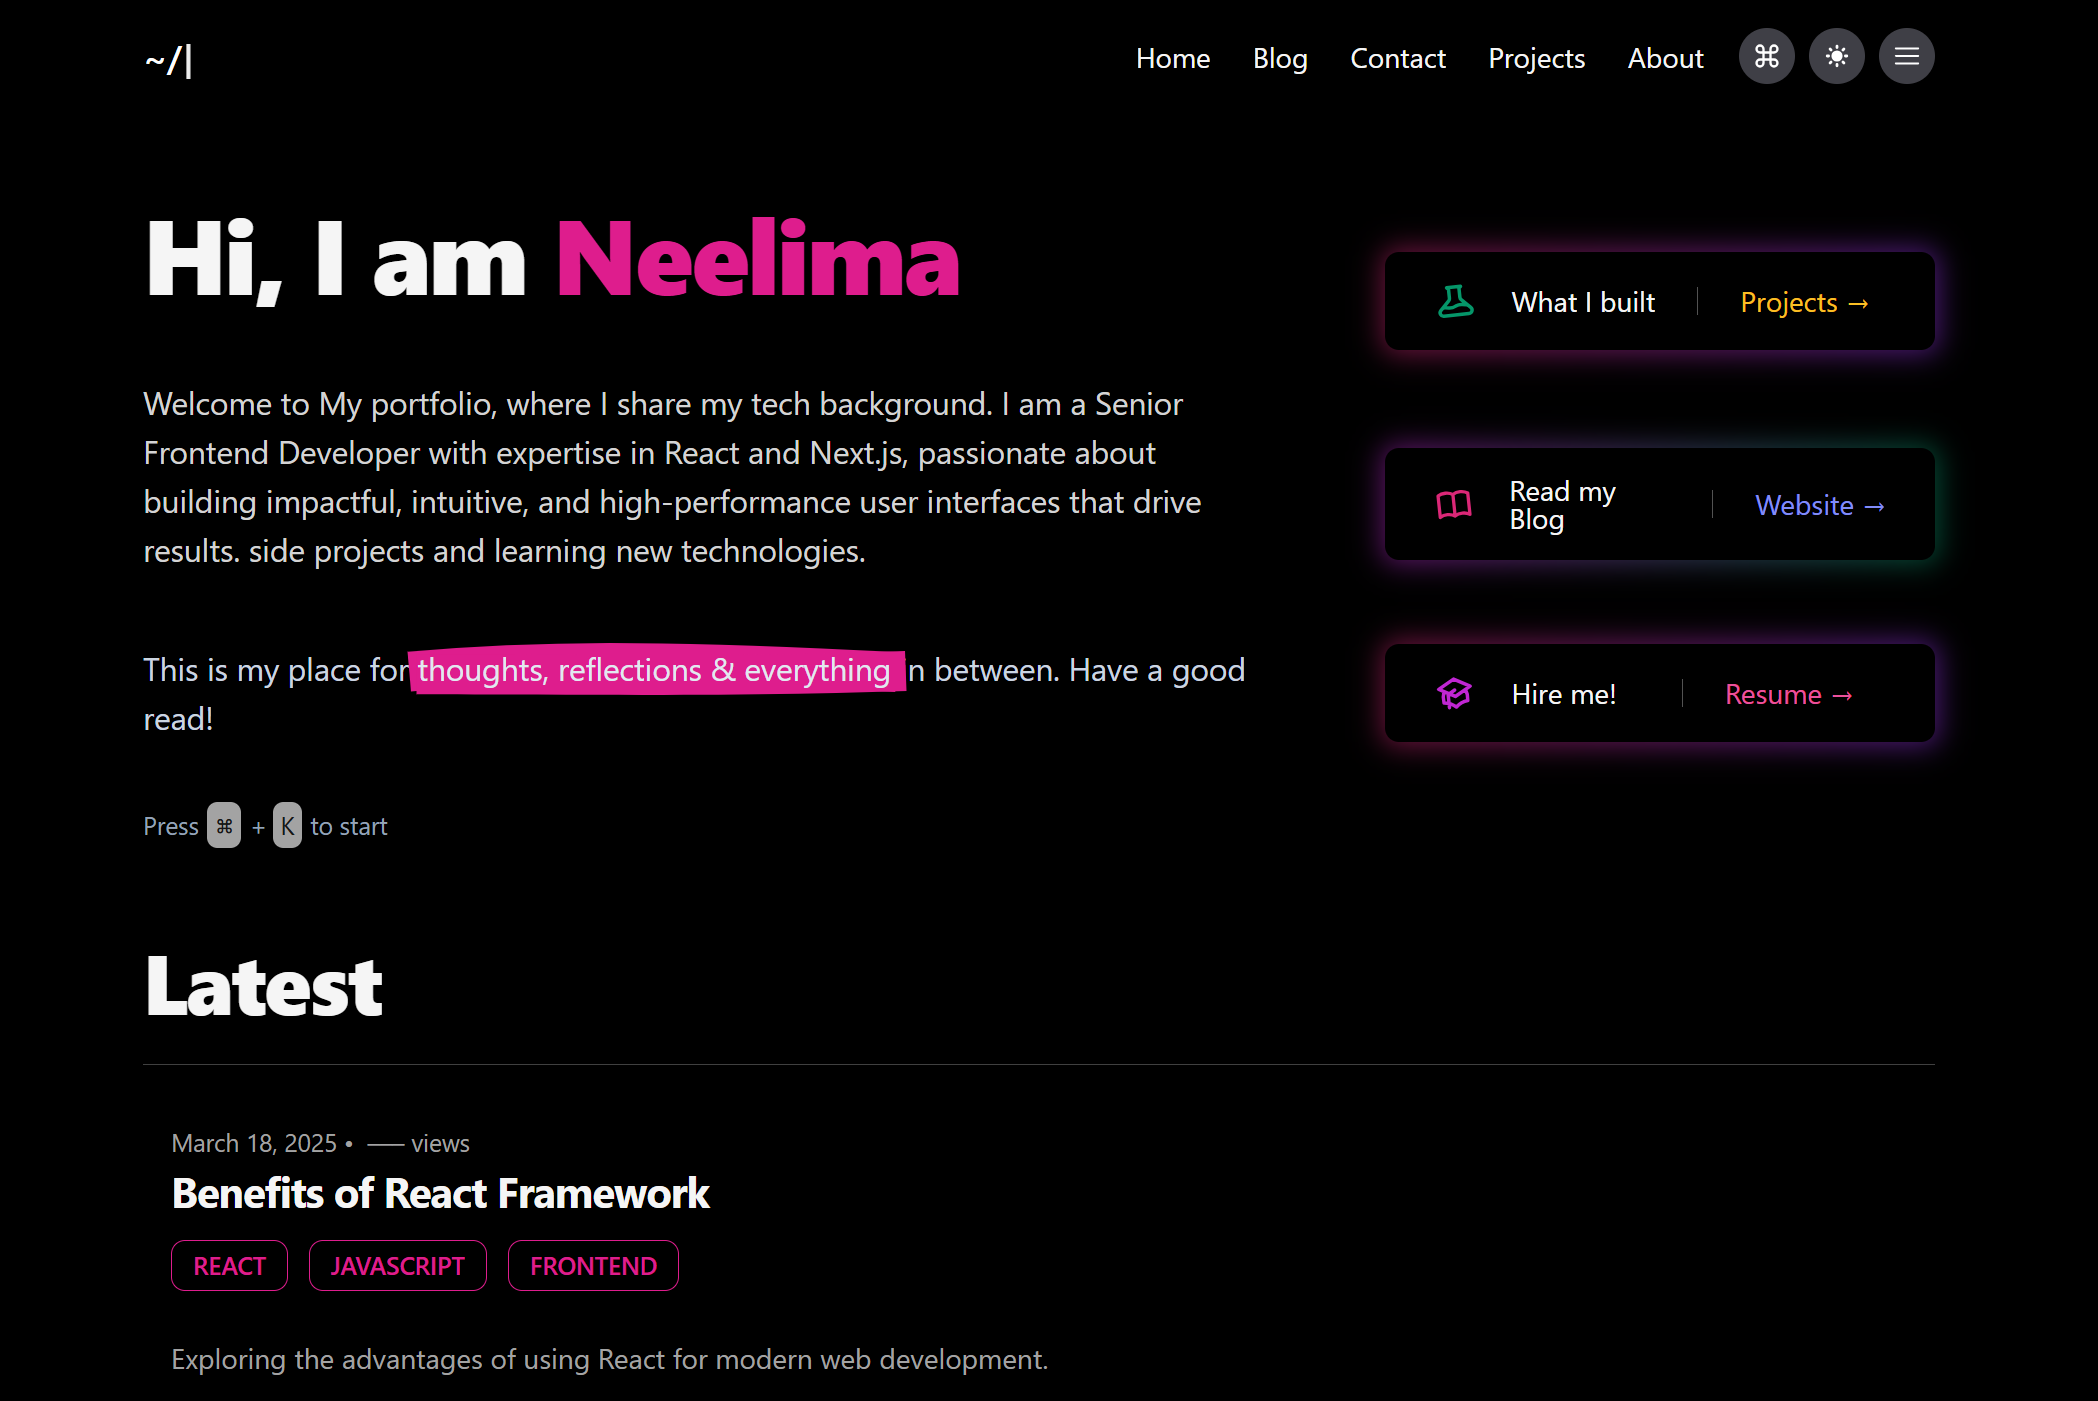 ~/|
Home Blog Contact Projects About ⌘
Hi, I am Neelima
Welcome to My portfolio, where I share my tech background. I am a Senior
Frontend Developer with expertise in React and Next.js, passionate about
building impactful, intuitive, and high-performance user interfaces that drive
results. side projects and learning new technologies.
This is my place for thoughts, reflections & everything in between. Have a good
read!
Press ⌘ + K to start
What I built | Projects →
Read my
Blog | Website →
Hire me! | Resume →
Latest
March 18, 2025 • —— views
Benefits of React Framework
REACT JAVASCRIPT FRONTEND
Exploring the advantages of using React for modern web development.